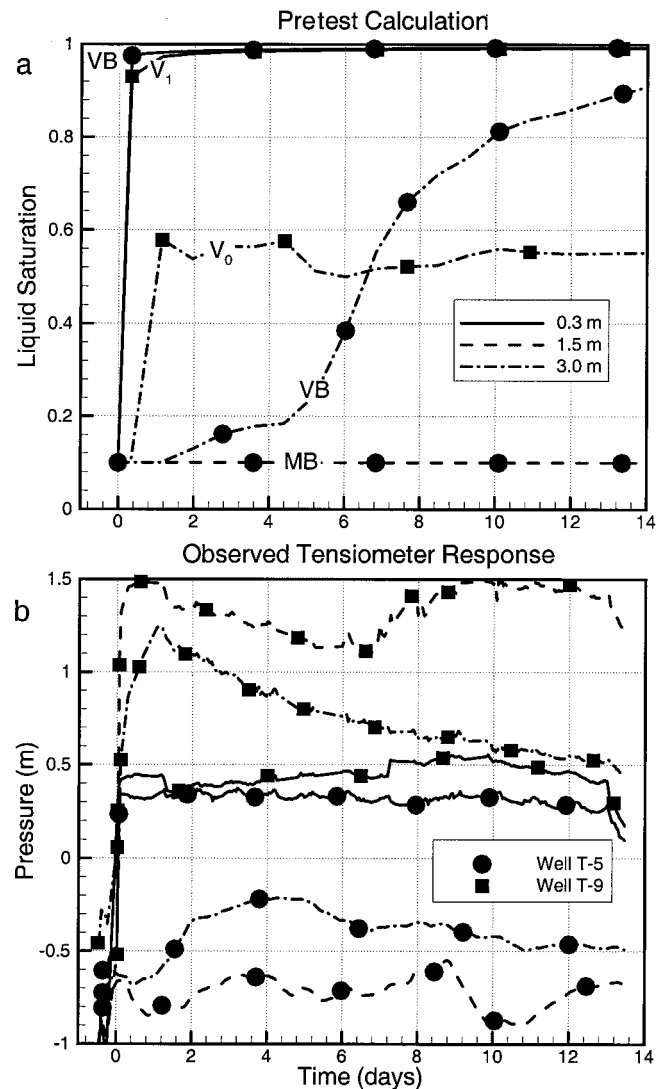 Pretest Calculation
a
1
0.8
0.6
0.4
0.2
0
Liquid Saturation
VB
V1
V0
VB
MB
0.3 m
1.5 m
3.0 m
0 2 4 6 8 10 12 14
Observed Tensiometer Response
b
1.5
1
0.5
0
-0.5
-1
Pressure (m)
Well T-5
Well T-9
0 2 4 6 8 10 12 14
Time (days)